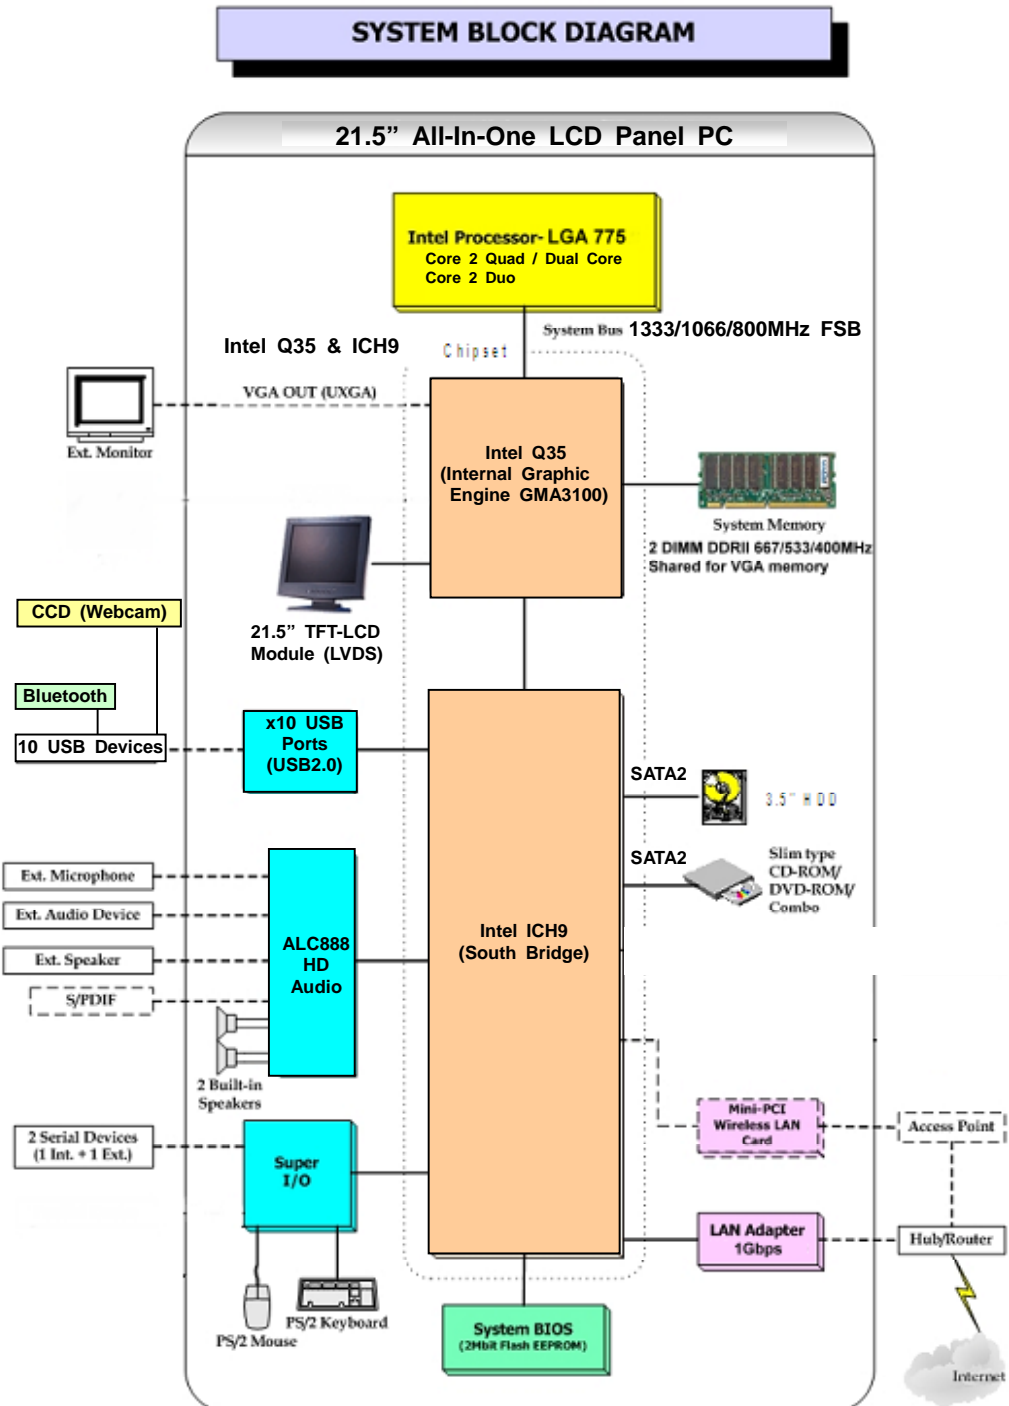 SYSTEM BLOCK DIAGRAM
21.5” All-In-One LCD Panel PC
Intel Processor- LGA 775
Core 2 Quad / Dual Core
Core 2 Duo
System Bus 1333/1066/800MHz FSB
Intel Q35 & ICH9
Chipset
VGA OUT (UXGA)
Ext. Monitor
Intel Q35
(Internal Graphic
Engine GMA3100)
System Memory
2 DIMM DDRII 667/533/400MHz
Shared for VGA memory
21.5” TFT-LCD
Module (LVDS)
CCD (Webcam)
Bluetooth
10 USB Devices
x10 USB
Ports
(USB2.0)
SATA2
3.5" HDD
SATA2
Slim type
CD-ROM/
DVD-ROM/
Combo
Intel ICH9
(South Bridge)
Ext. Microphone
Ext. Audio Device
Ext. Speaker
S/PDIF
ALC888
HD
Audio
2 Built-in
Speakers
2 Serial Devices
(1 Int. + 1 Ext.)
Super
I/O
PS/2 Mouse
PS/2 Keyboard
Mini-PCI
Wireless LAN
Card
Access Point
LAN Adapter
1Gbps
Hub/Router
System BIOS
(2Mbit Flash EEPROM)
Internet